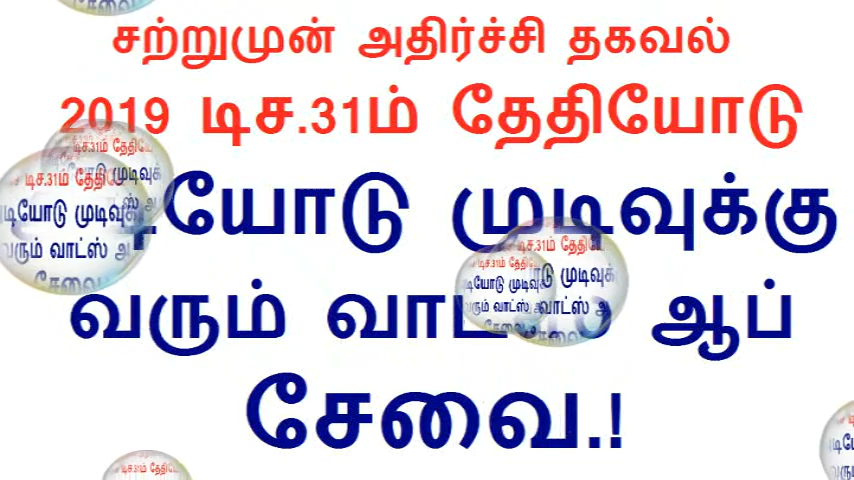 சற்றுமுன் அதிர்ச்சி தகவல்
2019 டிச.31ம் தேதியோடு
முடிவுக்கு
வரும் ஆப்
சேவை.!